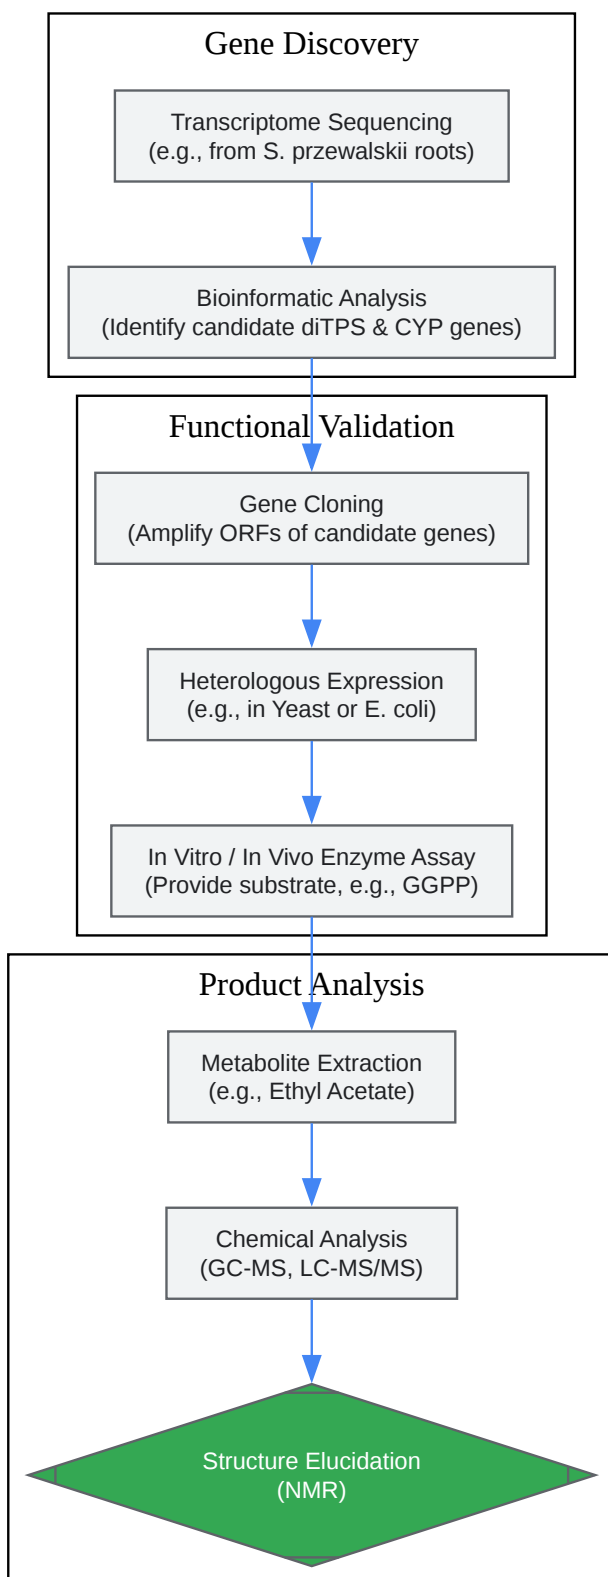 Gene Discovery
Transcriptome Sequencing
(e.g., from S. przewalskii roots)
Bioinformatic Analysis
(Identify candidate diTPS & CYP genes)
Functional Validation
Gene Cloning
(Amplify ORFs of candidate genes)
Heterologous Expression
(e.g., in Yeast or E. coli)
In Vitro / In Vivo Enzyme Assay
(Provide substrate, e.g., GGPP)
Product Analysis
Metabolite Extraction
(e.g., Ethyl Acetate)
Chemical Analysis
(GC-MS, LC-MS/MS)
Structure Elucidation
(NMR)